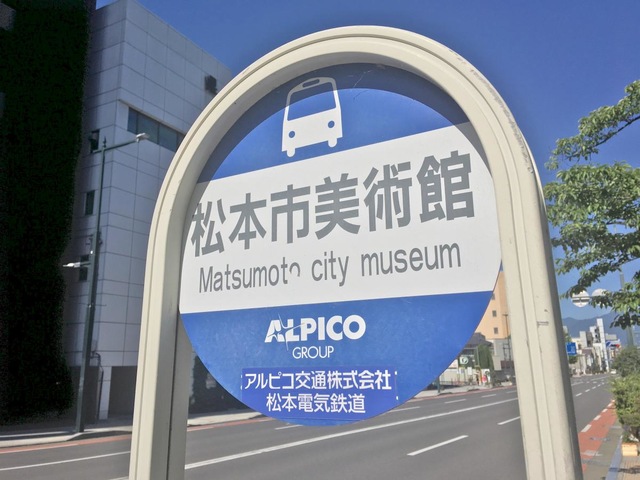 松本市美術館
Matsumoto city museum
ALPICO
GROUP
アルピコ交通株式会社
松本電気鉄道